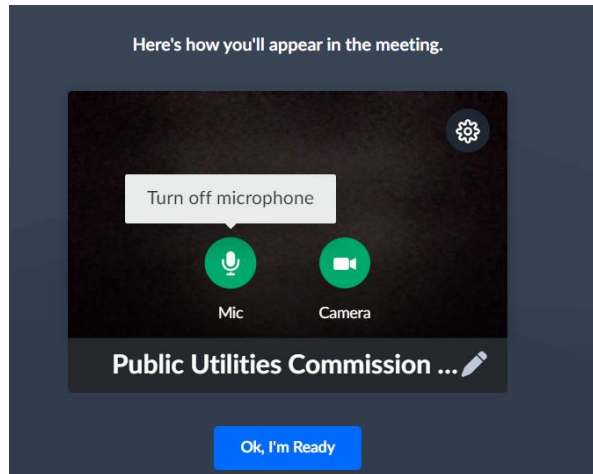 Here's how you'll appear in the meeting.
Turn off microphone
Mic Camera
Public Utilities Commission ...
Ok, I'm Ready